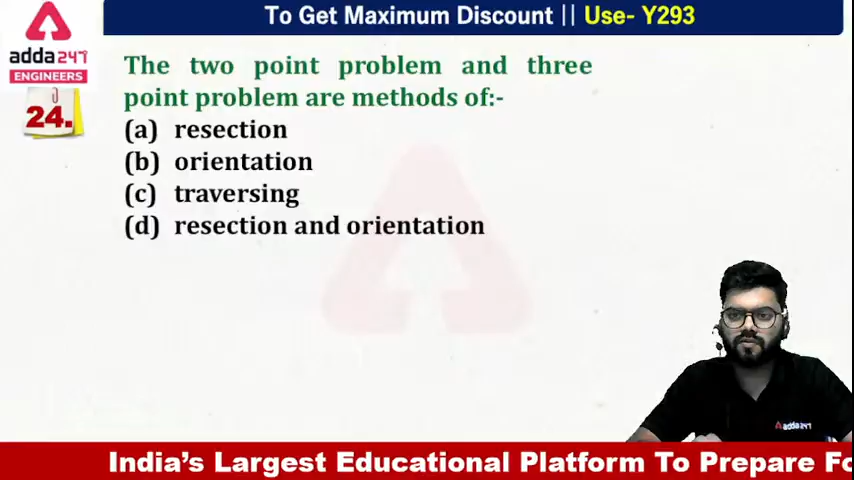 To Get Maximum Discount || Use- Y293
adda247
ENGINEERS
24.
The two point problem and three
point problem are methods of:-
(a) resection
(b) orientation
(c) traversing
(d) resection and orientation
adda247
India's Largest Educational Platform To Prepare Fo